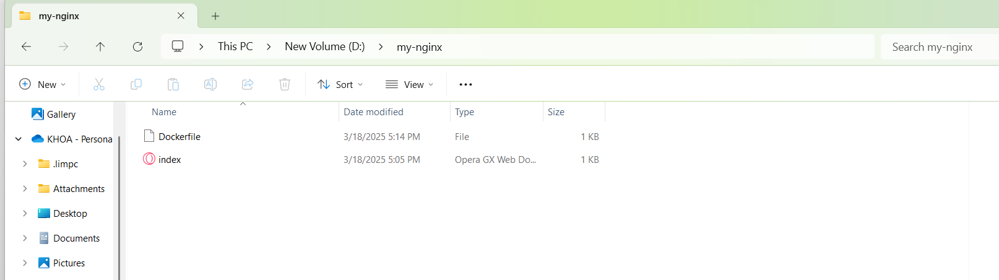 my-nginx
This PC > New Volume (D:) > my-nginx
Search my-nginx
New
Sort
View
Gallery
KHOA - Persona
.limpc
Attachments
Desktop
Documents
Pictures
Name Date modified Type Size
Dockerfile 3/18/2025 5:14 PM File 1 KB
index 3/18/2025 5:05 PM Opera GX Web Do... 1 KB